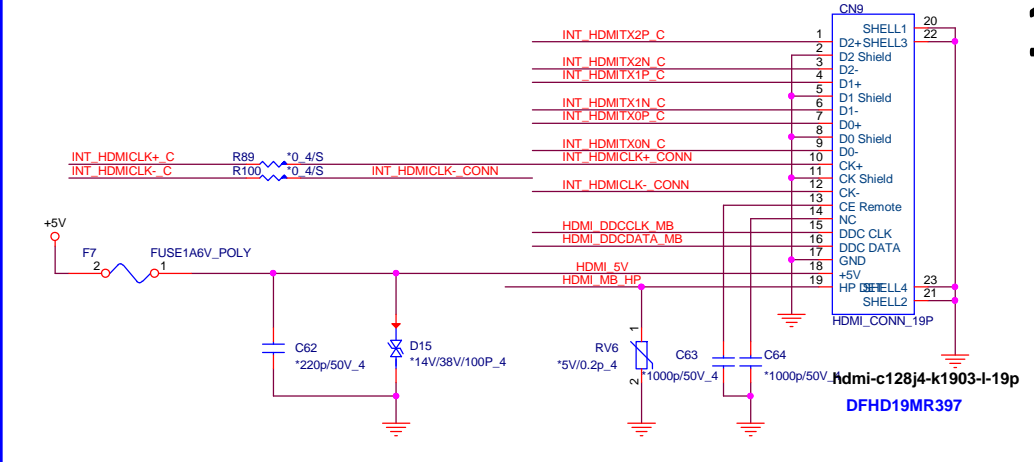 CN9
SHELL1 20
INT_HDMITX2P_C 1 D2+ SHELL3 22
2 D2 Shield
INT_HDMITX2N_C 3 D2-
INT_HDMITX1P_C 4 D1+
5 D1 Shield
INT_HDMITX1N_C 6 D1-
INT_HDMITX0P_C 7 D0+
8 D0 Shield
INT_HDMITX0N_C 9 D0-
INT_HDMICLK+_C R89 *0_4/S INT_HDMICLK+_CONN 10 CK+
INT_HDMICLK-_C R100 *0_4/S INT_HDMICLK-_CONN 11 CK Shield
INT_HDMICLK-_CONN 12 CK-
13 CE Remote
14 NC
HDMI_DDCCLK_MB 15 DDC CLK
HDMI_DDCDATA_MB 16 DDC DATA
17 GND
+5V
F7 FUSE1A6V_POLY
2 1
HDMI_5V 18 +5V
HDMI_MB_HP 19 HP DET SHELL4 23
SHELL2 21
HDMI_CONN_19P
C62
*220p/50V_4
D15
*14V/38V/100P_4
1
RV6
*5V/0.2p_4
2
C63
*1000p/50V_4
C64
*1000p/50V_4
hdmi-c128j4-k1903-l-19p
DFHD19MR397